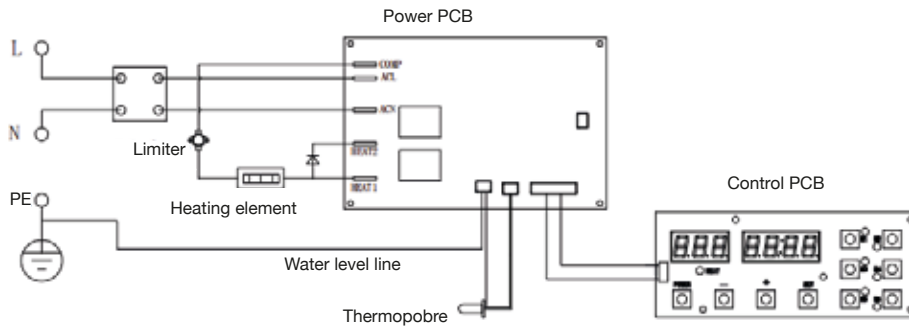 Power PCB
L
COMP
ACL
N
ACN
Limiter
HEAT2
HEAT1
PE
Heating element
Control PCB
Water level line
Thermopobre